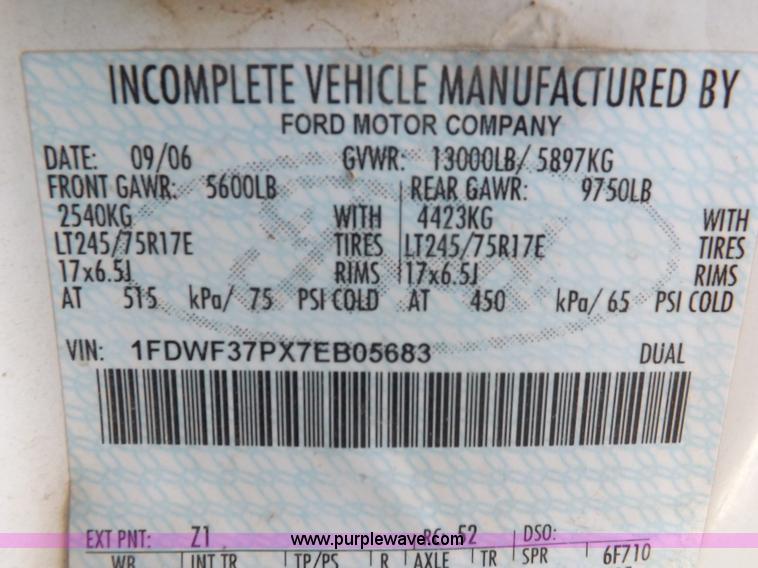 INCOMPLETE VEHICLE MANUFACTURED BY
FORD MOTOR COMPANY
DATE: 09/06 GVWR: 13000LB/ 5897KG
FRONT GAWR: 5600LB REAR GAWR: 9750LB
2540KG WITH 4423KG WITH
LT245/75R17E TIRES LT245/75R17E TIRES
17x6.5J RIMS 17x6.5J RIMS
AT 515 kPa/ 75 PSI COLD AT 450 kPa/ 65 PSI COLD
VIN: 1FDWF37PX7EB05683 DUAL
EXT PNT: Z1 RC: 52 DSO:
www.purplewave.com
WB INT TR TP/PS R AXLE TR SPR 6F710